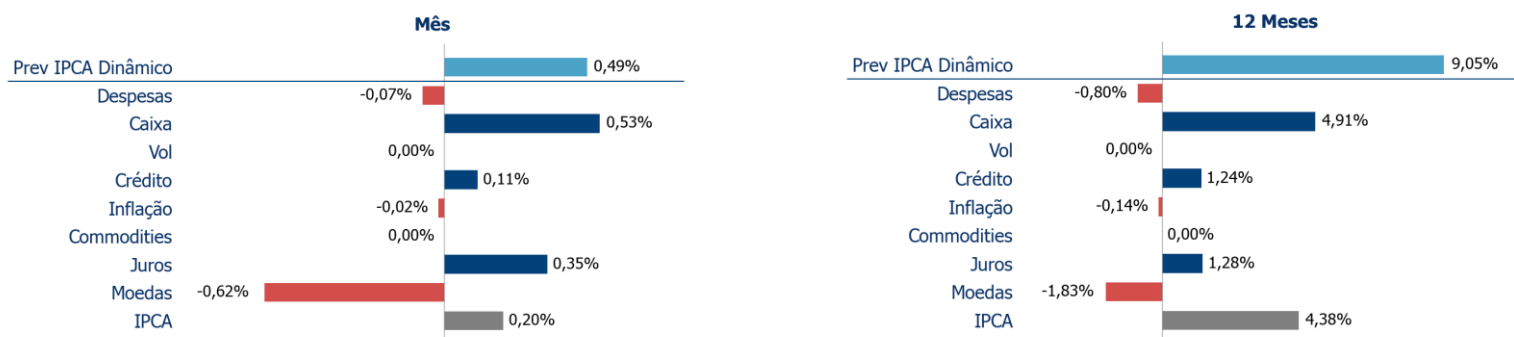 Mês
Prev IPCA Dinâmico 0,49%
Despesas -0,07%
Caixa 0,53%
Vol 0,00%
Crédito 0,11%
Inflação -0,02%
Commodities 0,00%
Juros 0,35%
Moedas -0,62%
IPCA 0,20%
12 Meses
Prev IPCA Dinâmico 9,05%
Despesas -0,80%
Caixa 4,91%
Vol 0,00%
Crédito 1,24%
Inflação -0,14%
Commodities 0,00%
Juros 1,28%
Moedas -1,83%
IPCA 4,38%